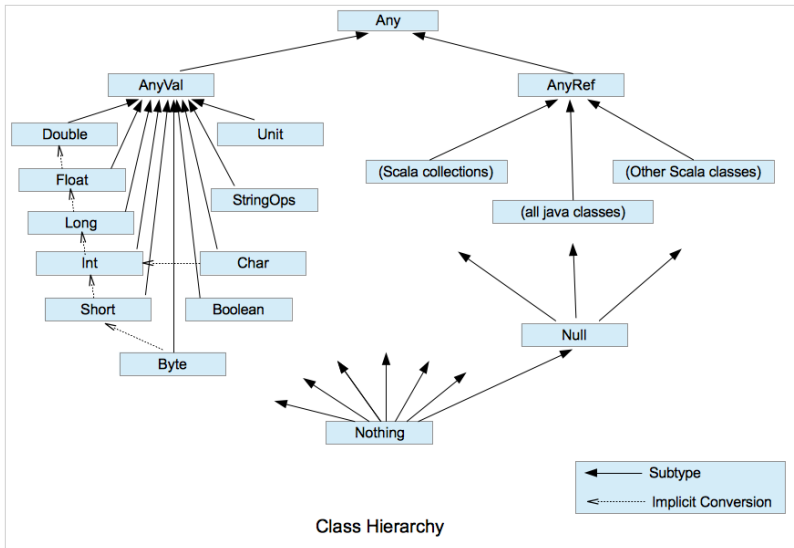 Any
AnyVal
AnyRef
Double
Unit
Float
(Scala collections)
(Other Scala classes)
StringOps
Long
(all java classes)
Int
Char
Short
Boolean
Null
Byte
Nothing
Subtype
Implicit Conversion
Class Hierarchy